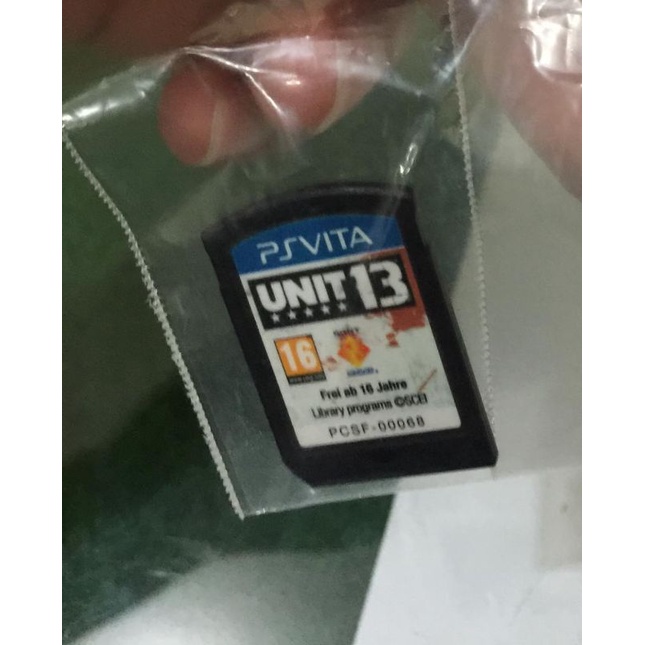 PSVITA
UNIT 13
16
Frei ab 16 Jahre
Library programs ©SCEI
PCSF-00068